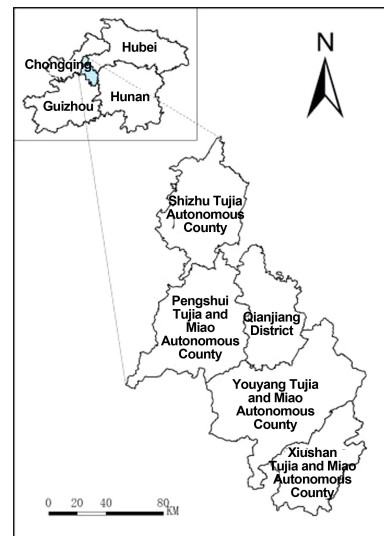 Hubei
Chongqing
Guizhou
Hunan
N
Shizhu Tujia
Autonomous
County
Pengshui
Tujia and
Miao
Autonomous
County
Qianjiang
District
Youyang Tujia
and Miao
Autonomous
County
Xiushan
Tujia and Miao
Autonomous
County
0 20 40 80
KM